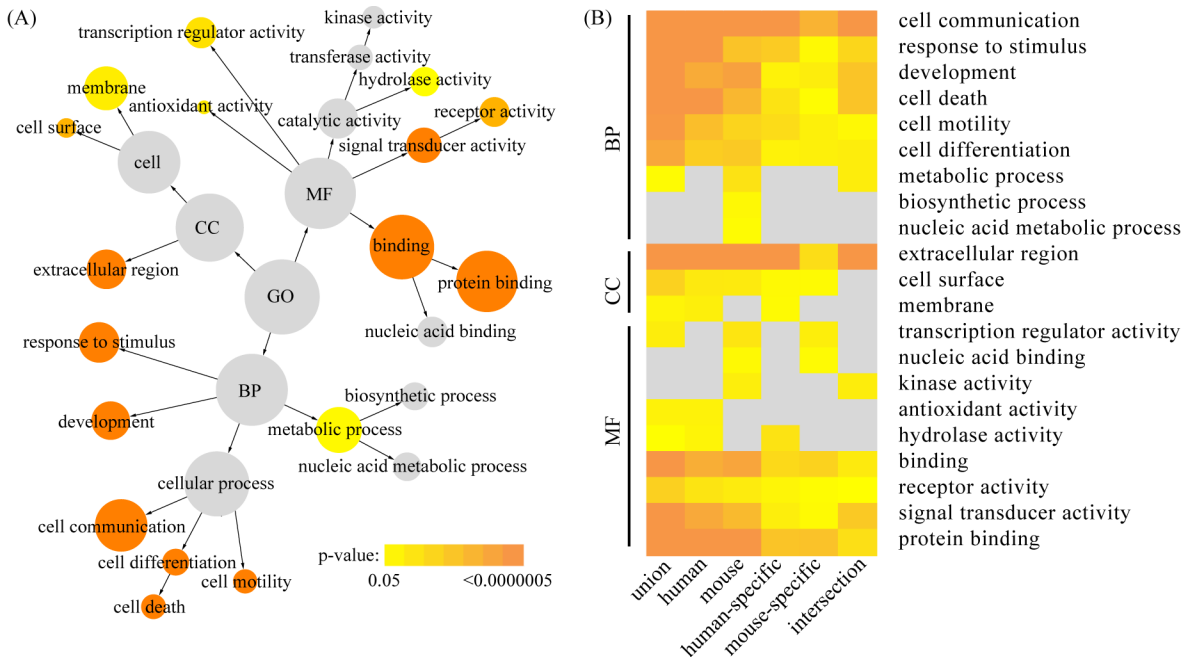 (A)
kinase activity
transcription regulator activity
transferase activity
hydrolase activity
membrane
antioxidant activity
catalytic activity
receptor activity
cell surface
signal transducer activity
cell
MF
CC
binding
extracellular region
protein binding
GO
nucleic acid binding
response to stimulus
BP
biosynthetic process
development
metabolic process
nucleic acid metabolic process
cellular process
cell communication
cell differentiation
cell motility
cell death
p-value:
0.05
<0.0000005
(B)
BP
CC
MF
cell communication
response to stimulus
development
cell death
cell motility
cell differentiation
metabolic process
biosynthetic process
nucleic acid metabolic process
extracellular region
cell surface
membrane
transcription regulator activity
nucleic acid binding
kinase activity
antioxidant activity
hydrolase activity
binding
receptor activity
signal transducer activity
protein binding
union
human
mouse
human-specific
mouse-specific
intersection